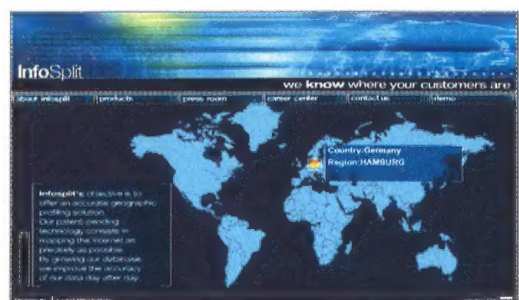 InfoSplit
we know where your customers are
about infosplit products press room career center contact us demo
Country:Germany
Region:HAMBURG
Infosplit's objective is to
offer an accurate geographic
profiling solution.
Our patent-pending
technology consists in
mapping the Internet as
precisely as possible.
By growing our database,
we improve the accuracy
of our data day after day.